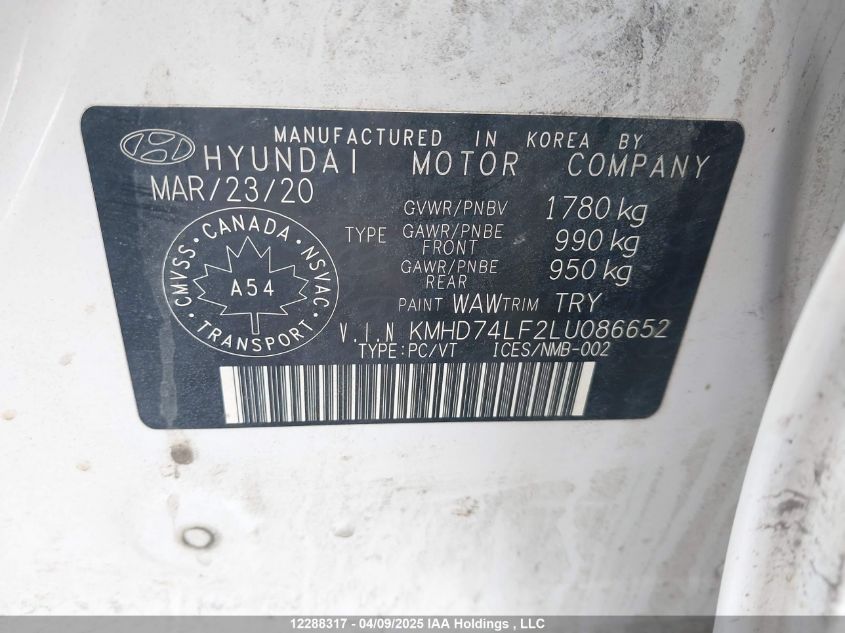 MANUFACTURED IN KOREA BY
HYUNDAI MOTOR COMPANY
MAR/23/20
GVWR/PNBV 1780 kg
TYPE GAWR/PNBE FRONT 990 kg
GAWR/PNBE REAR 950 kg
PAINT WAW TRIM TRY
CMVSS · CANADA · NSVAC · TRANSPORT ·
A54
V.I.N KMHD74LF2LU086652
TYPE:PC/VT ICES/NMB-002
12288317 - 04/09/2025 IAA Holdings , LLC